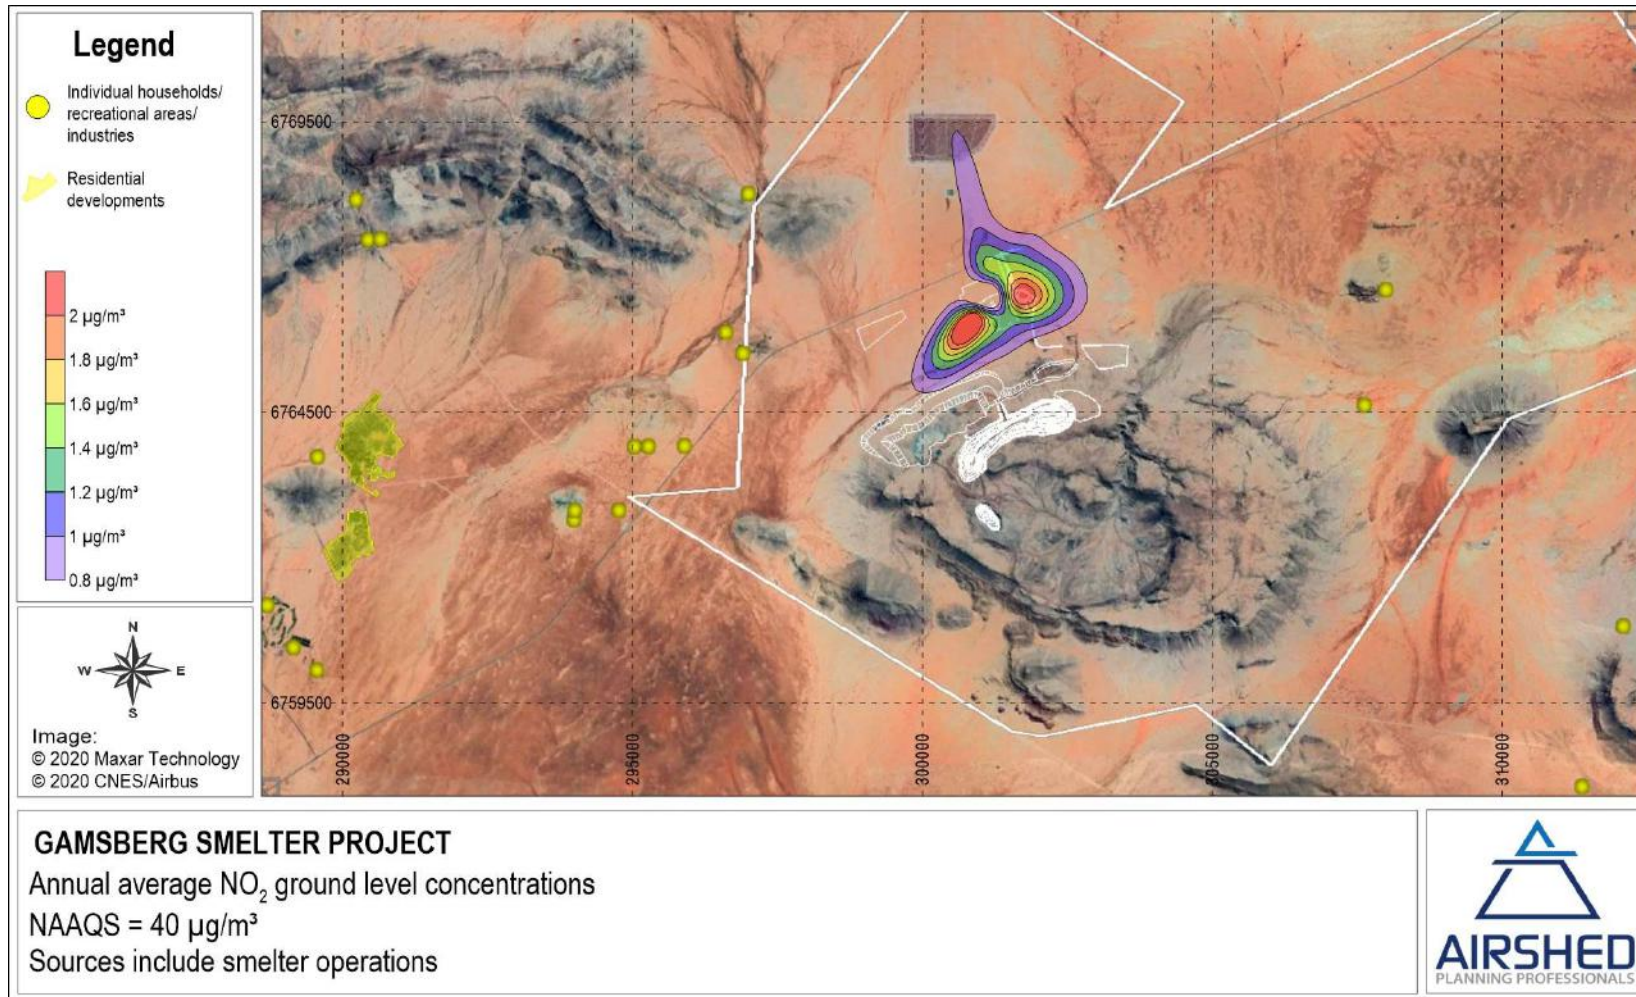 Legend
Individual households/
recreational areas/
industries
Residential
developments
2 µg/m³
1.8 µg/m³
1.6 µg/m³
1.4 µg/m³
1.2 µg/m³
1 µg/m³
0.8 µg/m³
N
W E
S
Image:
© 2020 Maxar Technology
© 2020 CNES/Airbus
6769500
6764500
6759500
290000
295000
300000
305000
310000
GAMSBERG SMELTER PROJECT
Annual average NO₂ ground level concentrations
NAAQS = 40 µg/m³
Sources include smelter operations
AIRSHED
PLANNING PROFESSIONALS